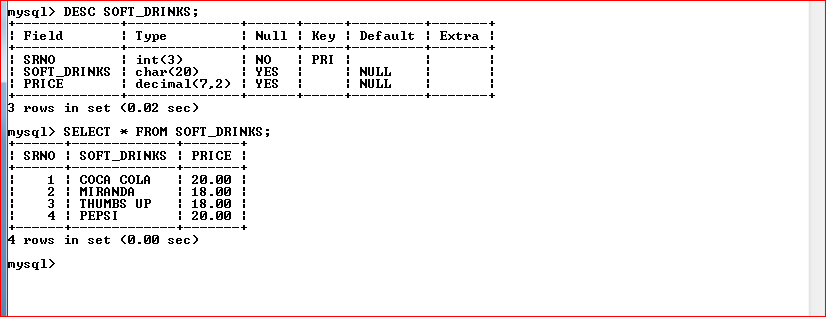 mysql> DESC SOFT_DRINKS;
+-------------+--------------+------+-----+---------+-------+
| Field       | Type         | Null | Key | Default | Extra |
+-------------+--------------+------+-----+---------+-------+
| SRNO        | int(3)       | NO   | PRI |         |       |
| SOFT_DRINKS | char(20)     | YES  |     | NULL    |       |
| PRICE       | decimal(7,2) | YES  |     | NULL    |       |
+-------------+--------------+------+-----+---------+-------+
3 rows in set (0.02 sec)
mysql> SELECT * FROM SOFT_DRINKS;
+------+-------------+-------+
| SRNO | SOFT_DRINKS | PRICE |
+------+-------------+-------+
|    1 | COCA COLA   | 20.00 |
|    2 | MIRANDA     | 18.00 |
|    3 | THUMBS UP   | 18.00 |
|    4 | PEPSI       | 20.00 |
+------+-------------+-------+
4 rows in set (0.00 sec)
mysql>